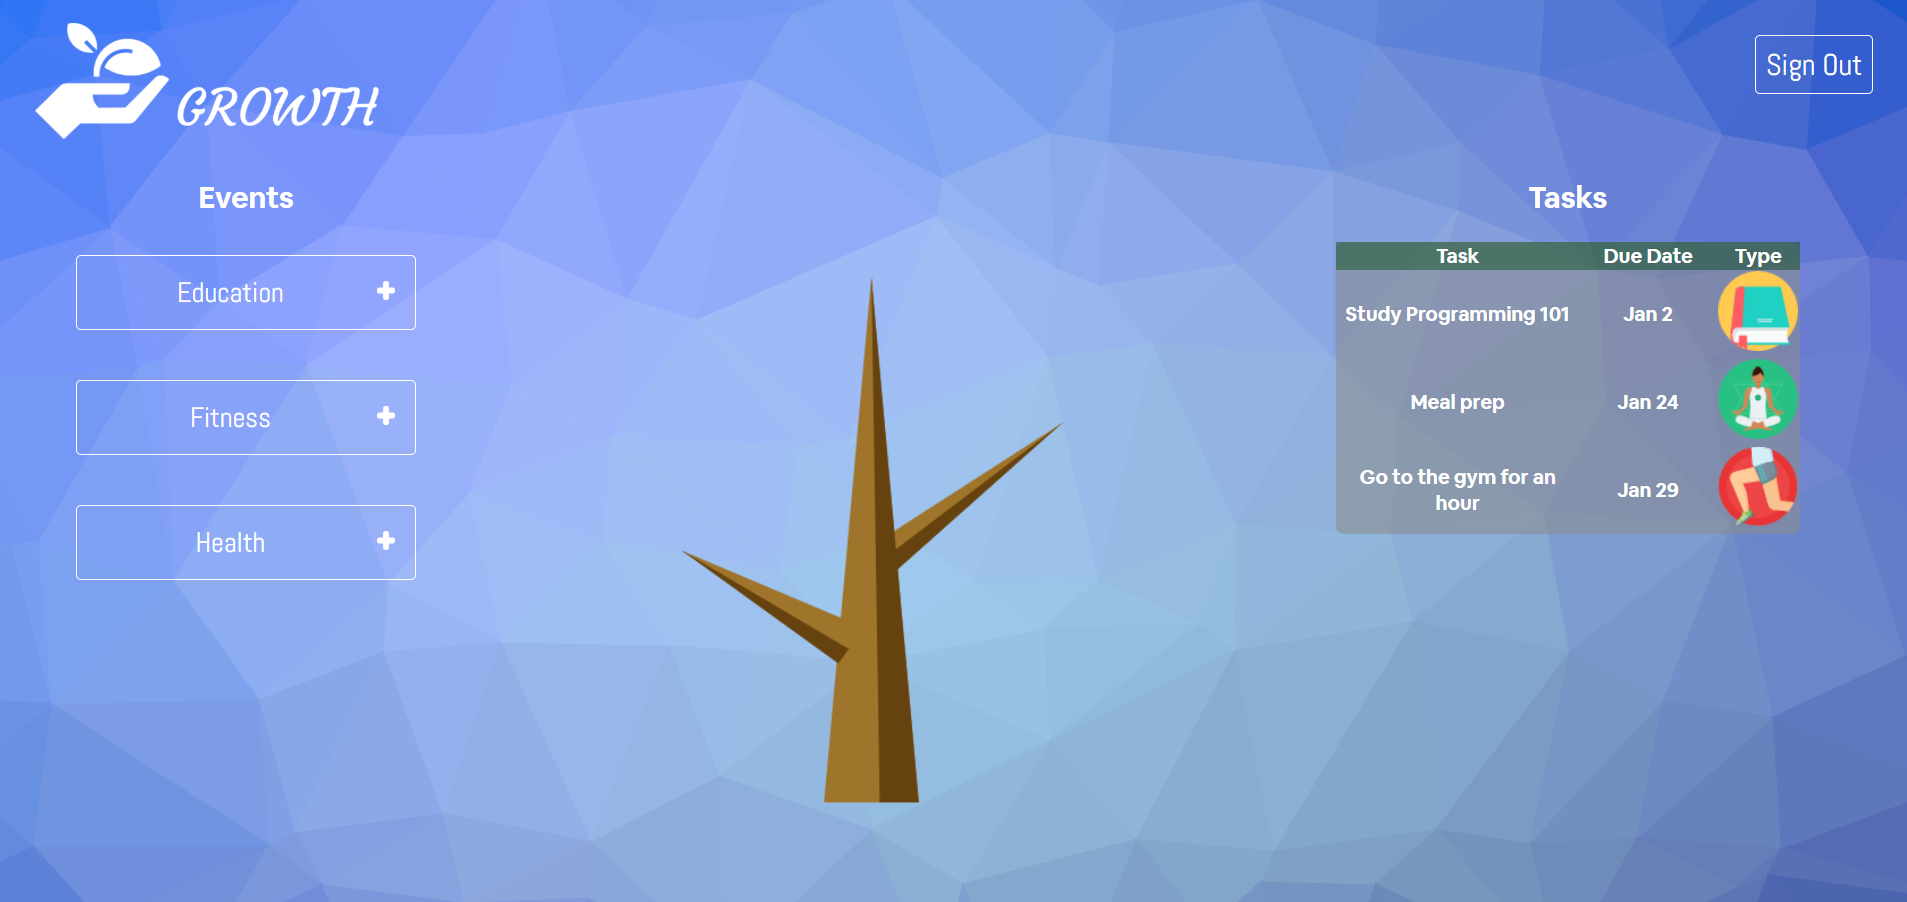 GROWTH
Sign Out
Events
Education
Fitness
Health
Tasks
Task Due Date Type
Study Programming 101 Jan 2
Meal prep Jan 24
Go to the gym for an
hour Jan 29